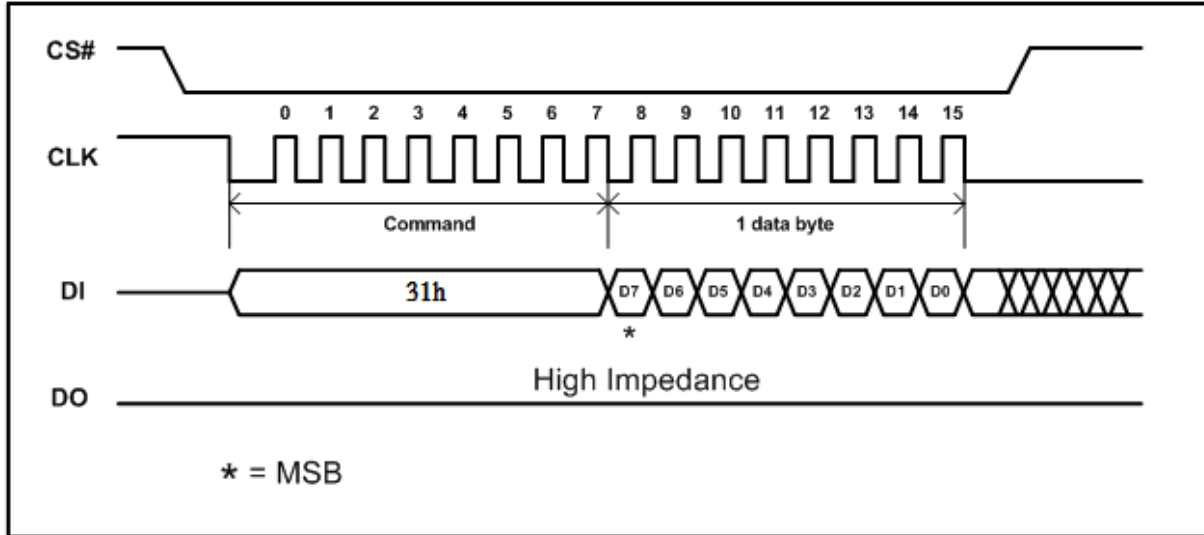 CS#
0 1 2 3 4 5 6 7 8 9 10 11 12 13 14 15
CLK
Command 1 data byte
DI 31h D7 D6 D5 D4 D3 D2 D1 D0
*
High Impedance
DO
* = MSB